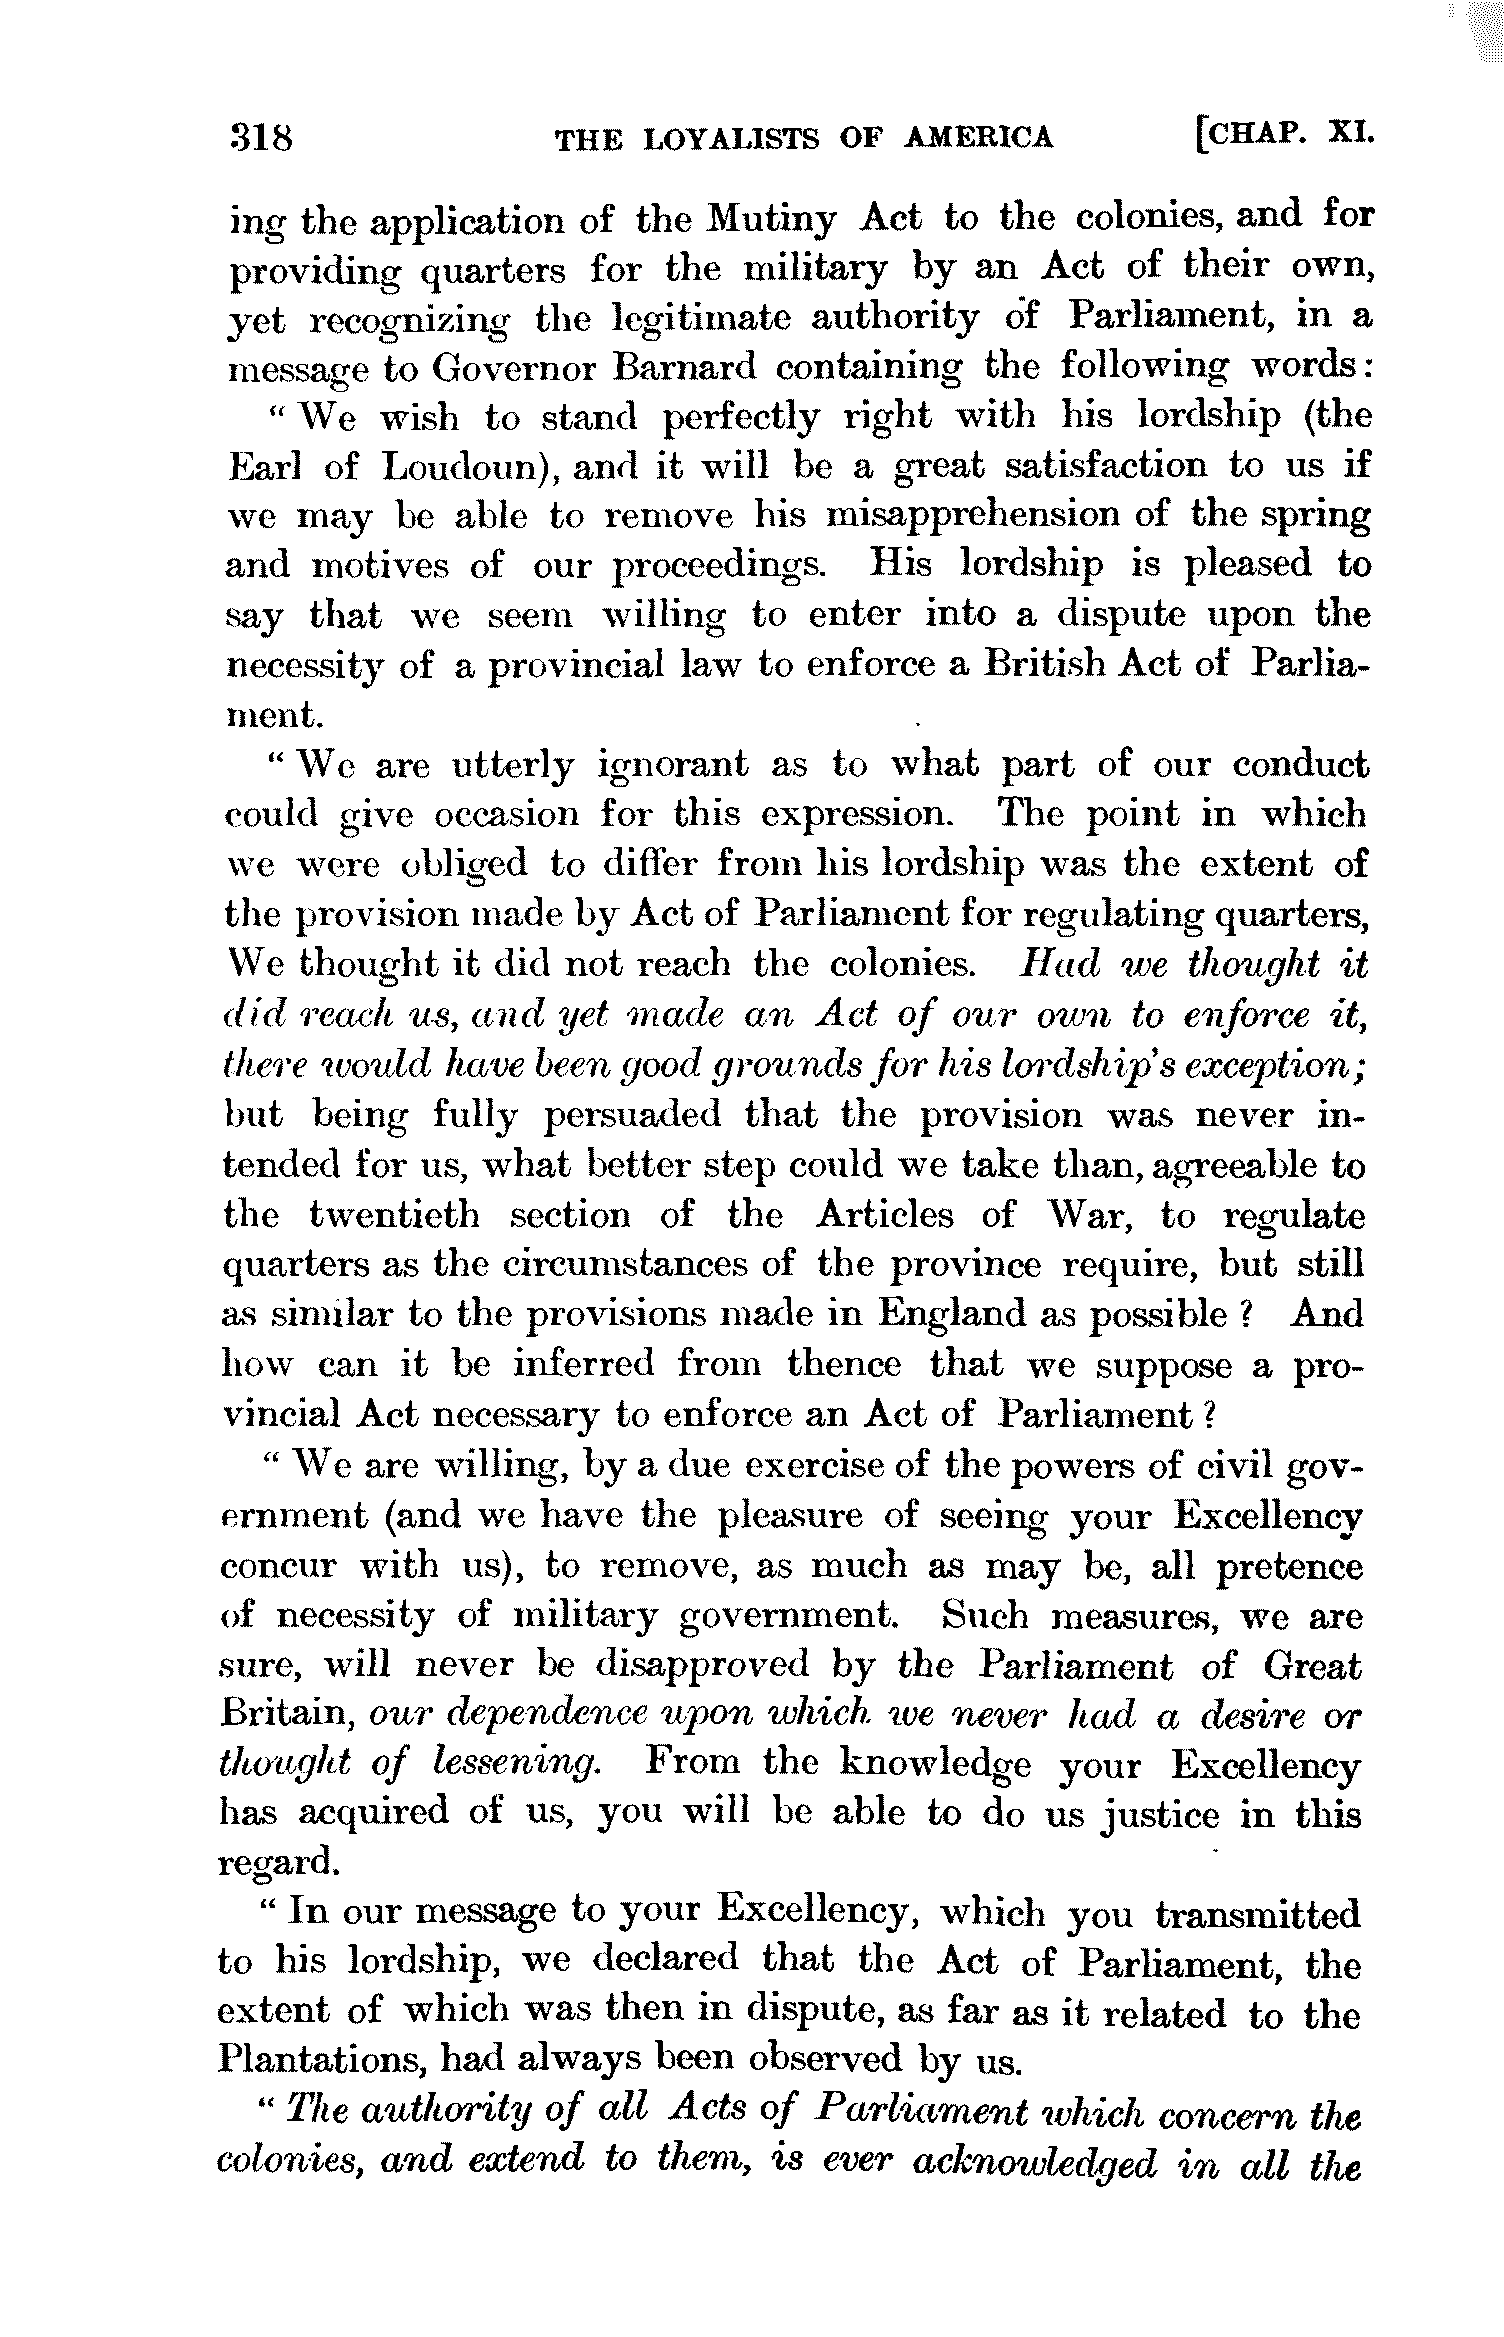 318 THE LOYALISTS OF AMERICA [CHAP. XI.
ing the application of the Mutiny Act to the colonies, and for
providing quarters for the military by an Act of their own,
yet recognizing the legitimate authority of Parliament, in a
message to Governor Barnard containing the following words:
“ We wish to stand perfectly right with his lordship (the
Earl of Loudoun), and it will be a great satisfaction to us if
we may be able to remove his misapprehension of the spring
and motives of our proceedings. His lordship is pleased to
say that we seem willing to enter into a dispute upon the
necessity of a provincial law to enforce a British Act of Parlia-
ment.
“ We are utterly ignorant as to what part of our conduct
could give occasion for this expression. The point in which
we were obliged to differ from his lordship was the extent of
the provision made by Act of Parliament for regulating quarters,
We thought it did not reach the colonies. Had we thought it
did reach us, and yet made an Act of our own to enforce it,
there would have been good grounds for his lordship's exception;
but being fully persuaded that the provision was never in-
tended for us, what better step could we take than, agreeable to
the twentieth section of the Articles of War, to regulate
quarters as the circumstances of the province require, but still
as similar to the provisions made in England as possible ? And
how can it be inferred from thence that we suppose a pro-
vincial Act necessary to enforce an Act of Parliament ?
“ We are willing, by a due exercise of the powers of civil gov-
ernment (and we have the pleasure of seeing your Excellency
concur with us), to remove, as much as may be, all pretence
of necessity of military government. Such measures, we are
sure, will never be disapproved by the Parliament of Great
Britain, our dependence upon which we never had a desire or
thought of lessening. From the knowledge your Excellency
has acquired of us, you will be able to do us justice in this
regard.
“ In our message to your Excellency, which you transmitted
to his lordship, we declared that the Act of Parliament, the
extent of which was then in dispute, as far as it related to the
Plantations, had always been observed by us.
“ The authority of all Acts of Parliament which concern the
colonies, and extend to them, is ever acknowledged in all the